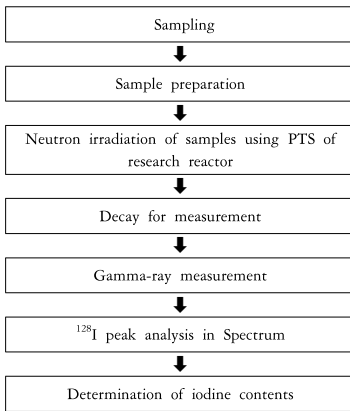 Sampling
Sample preparation
Neutron irradiation of samples using PTS of
research reactor
Decay for measurement
Gamma-ray measurement
¹²⁸I peak analysis in Spectrum
Determination of iodine contents